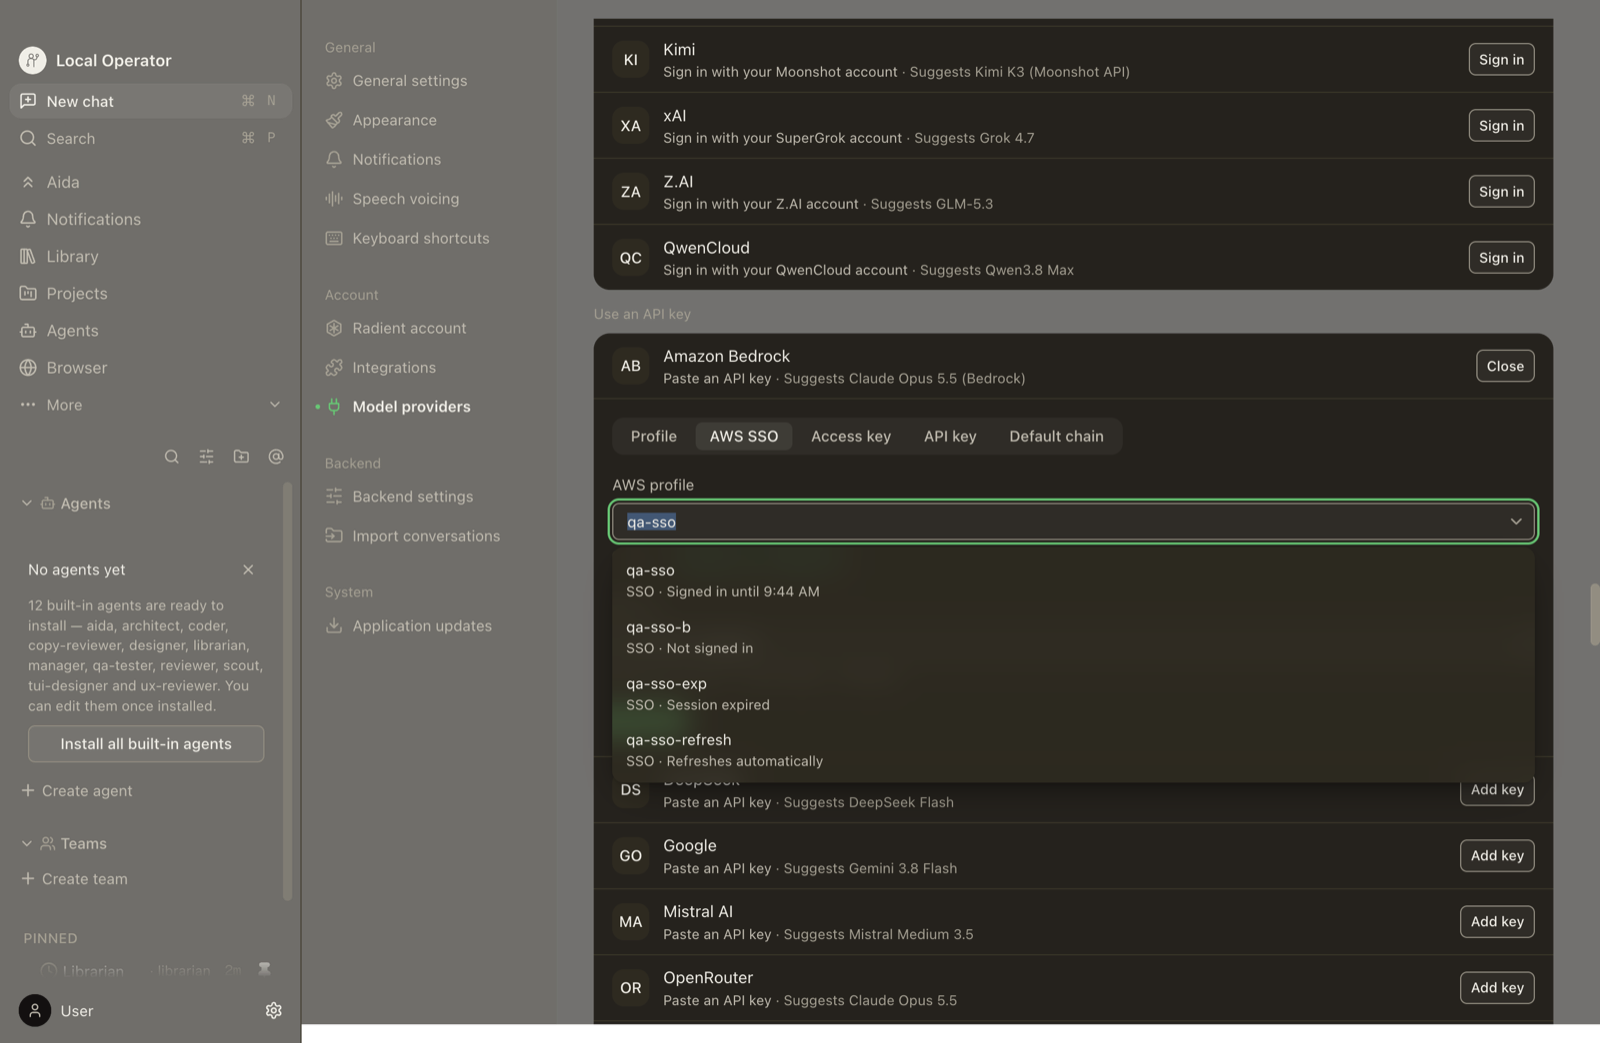 Local Operator
New chat ⌘ N
Search ⌘ P
Aida
Notifications
Library
Projects
Agents
Browser
More
Agents
No agents yet
12 built-in agents are ready to
install — aida, architect, coder,
copy-reviewer, designer, librarian,
manager, qa-tester, reviewer, scout,
tui-designer and ux-reviewer. You
can edit them once installed.
Install all built-in agents
Create agent
Teams
Create team
PINNED
Librarian · librarian 2m
User
General
General settings
Appearance
Notifications
Speech voicing
Keyboard shortcuts
Account
Radient account
Integrations
Model providers
Backend
Backend settings
Import conversations
System
Application updates
KI
Kimi
Sign in with your Moonshot account · Suggests Kimi K3 (Moonshot API)
Sign in
XA
xAI
Sign in with your SuperGrok account · Suggests Grok 4.7
Sign in
ZA
Z.AI
Sign in with your Z.AI account · Suggests GLM-5.3
Sign in
QC
QwenCloud
Sign in with your QwenCloud account · Suggests Qwen3.8 Max
Sign in
Use an API key
AB
Amazon Bedrock
Paste an API key · Suggests Claude Opus 5.5 (Bedrock)
Close
Profile AWS SSO Access key API key Default chain
AWS profile
qa-sso
qa-sso
SSO · Signed in until 9:44 AM
qa-sso-b
SSO · Not signed in
qa-sso-exp
SSO · Session expired
qa-sso-refresh
SSO · Refreshes automatically
DS
DeepSeek
Paste an API key · Suggests DeepSeek Flash
Add key
GO
Google
Paste an API key · Suggests Gemini 3.8 Flash
Add key
MA
Mistral AI
Paste an API key · Suggests Mistral Medium 3.5
Add key
OR
OpenRouter
Paste an API key · Suggests Claude Opus 5.5
Add key